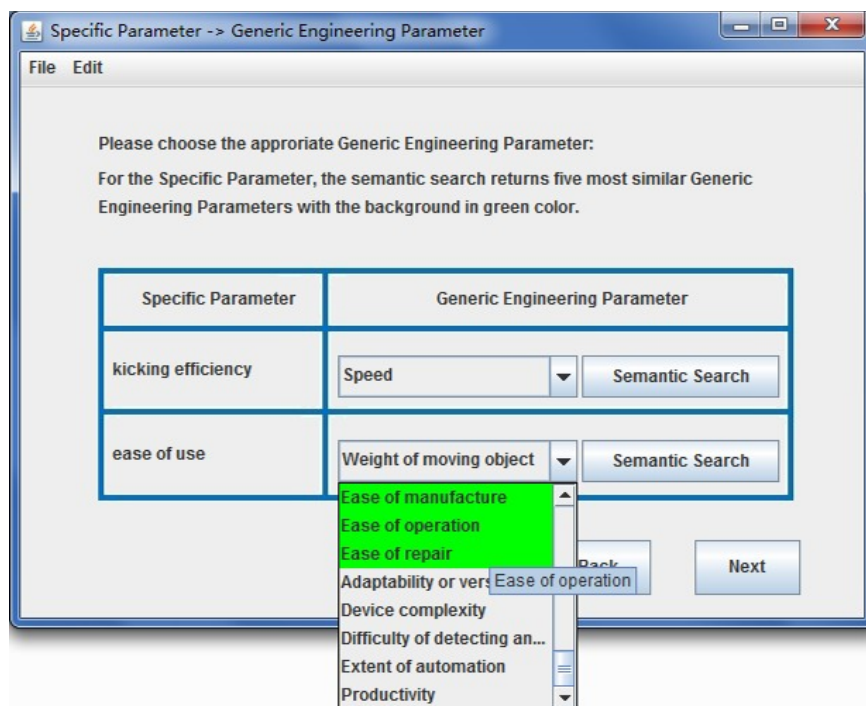 Specific Parameter -> Generic Engineering Parameter
File Edit
Please choose the approriate Generic Engineering Parameter:
For the Specific Parameter, the semantic search returns five most similar Generic
Engineering Parameters with the background in green color.
Specific Parameter Generic Engineering Parameter
kicking efficiency Speed Semantic Search
ease of use Weight of moving object Semantic Search
Ease of manufacture
Ease of operation
Ease of repair
Back Next
Adaptability or vers
Ease of operation
Device complexity
Difficulty of detecting an...
Extent of automation
Productivity